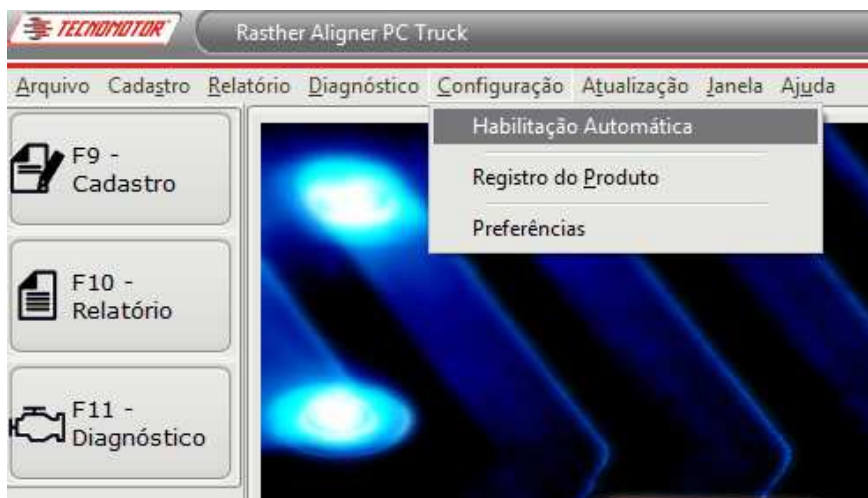 TECNOMOTOR
Rasther Aligner PC Truck
Arquivo Cadastro Relatório Diagnóstico Configuração Atualização Janela Ajuda
Habilitação Automática
Registro do Produto
Preferências
F9 -
Cadastro
F10 -
Relatório
F11 -
Diagnóstico